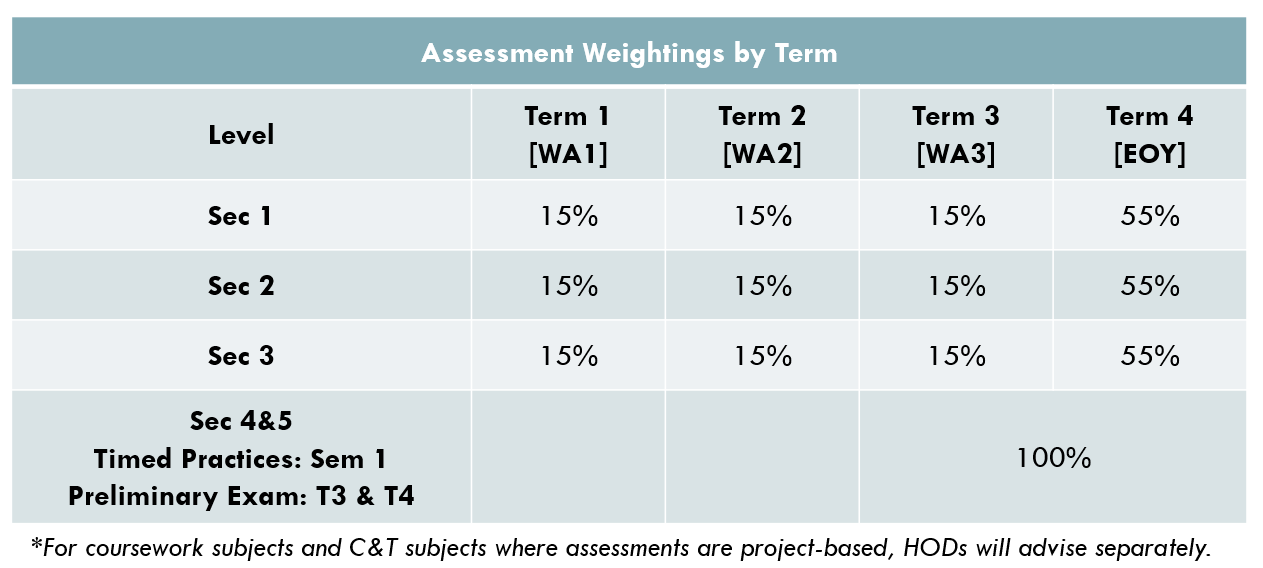 Assessment Weightings by Term
Level
Term 1
[WA1]
Term 2
[WA2]
Term 3
[WA3]
Term 4
[EOY]
Sec 1
15%
15%
15%
55%
Sec 2
15%
15%
15%
55%
Sec 3
15%
15%
15%
55%
Sec 4&5
Timed Practices: Sem 1
Preliminary Exam: T3 & T4
100%
*For coursework subjects and C&T subjects where assessments are project-based, HODs will advise separately.